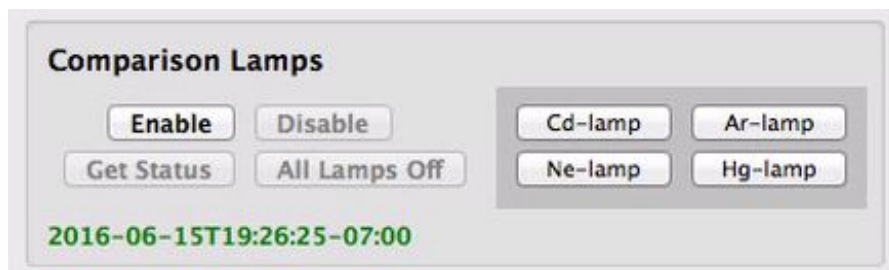 Comparison Lamps
Enable Disable Cd-lamp Ar-lamp
Get Status All Lamps Off Ne-lamp Hg-lamp
2016-06-15T19:26:25-07:00